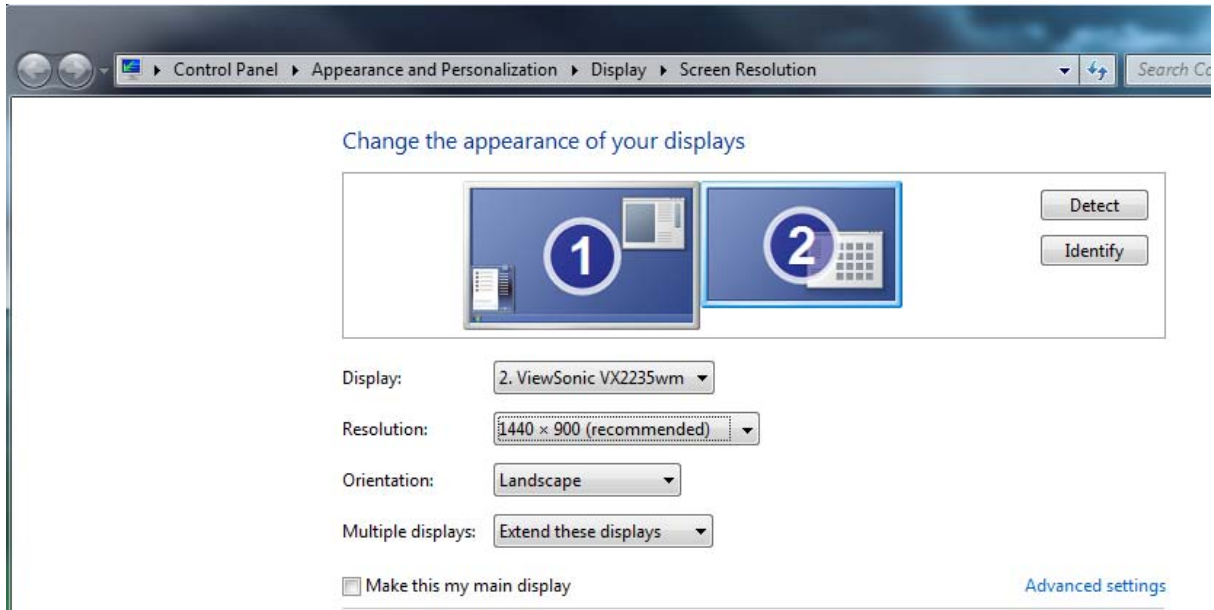 Control Panel ▸ Appearance and Personalization ▸ Display ▸ Screen Resolution
Change the appearance of your displays
1
2
Detect
Identify
Display: 2. ViewSonic VX2235wm
Resolution: 1440 × 900 (recommended)
Orientation: Landscape
Multiple displays: Extend these displays
Make this my main display
Advanced settings